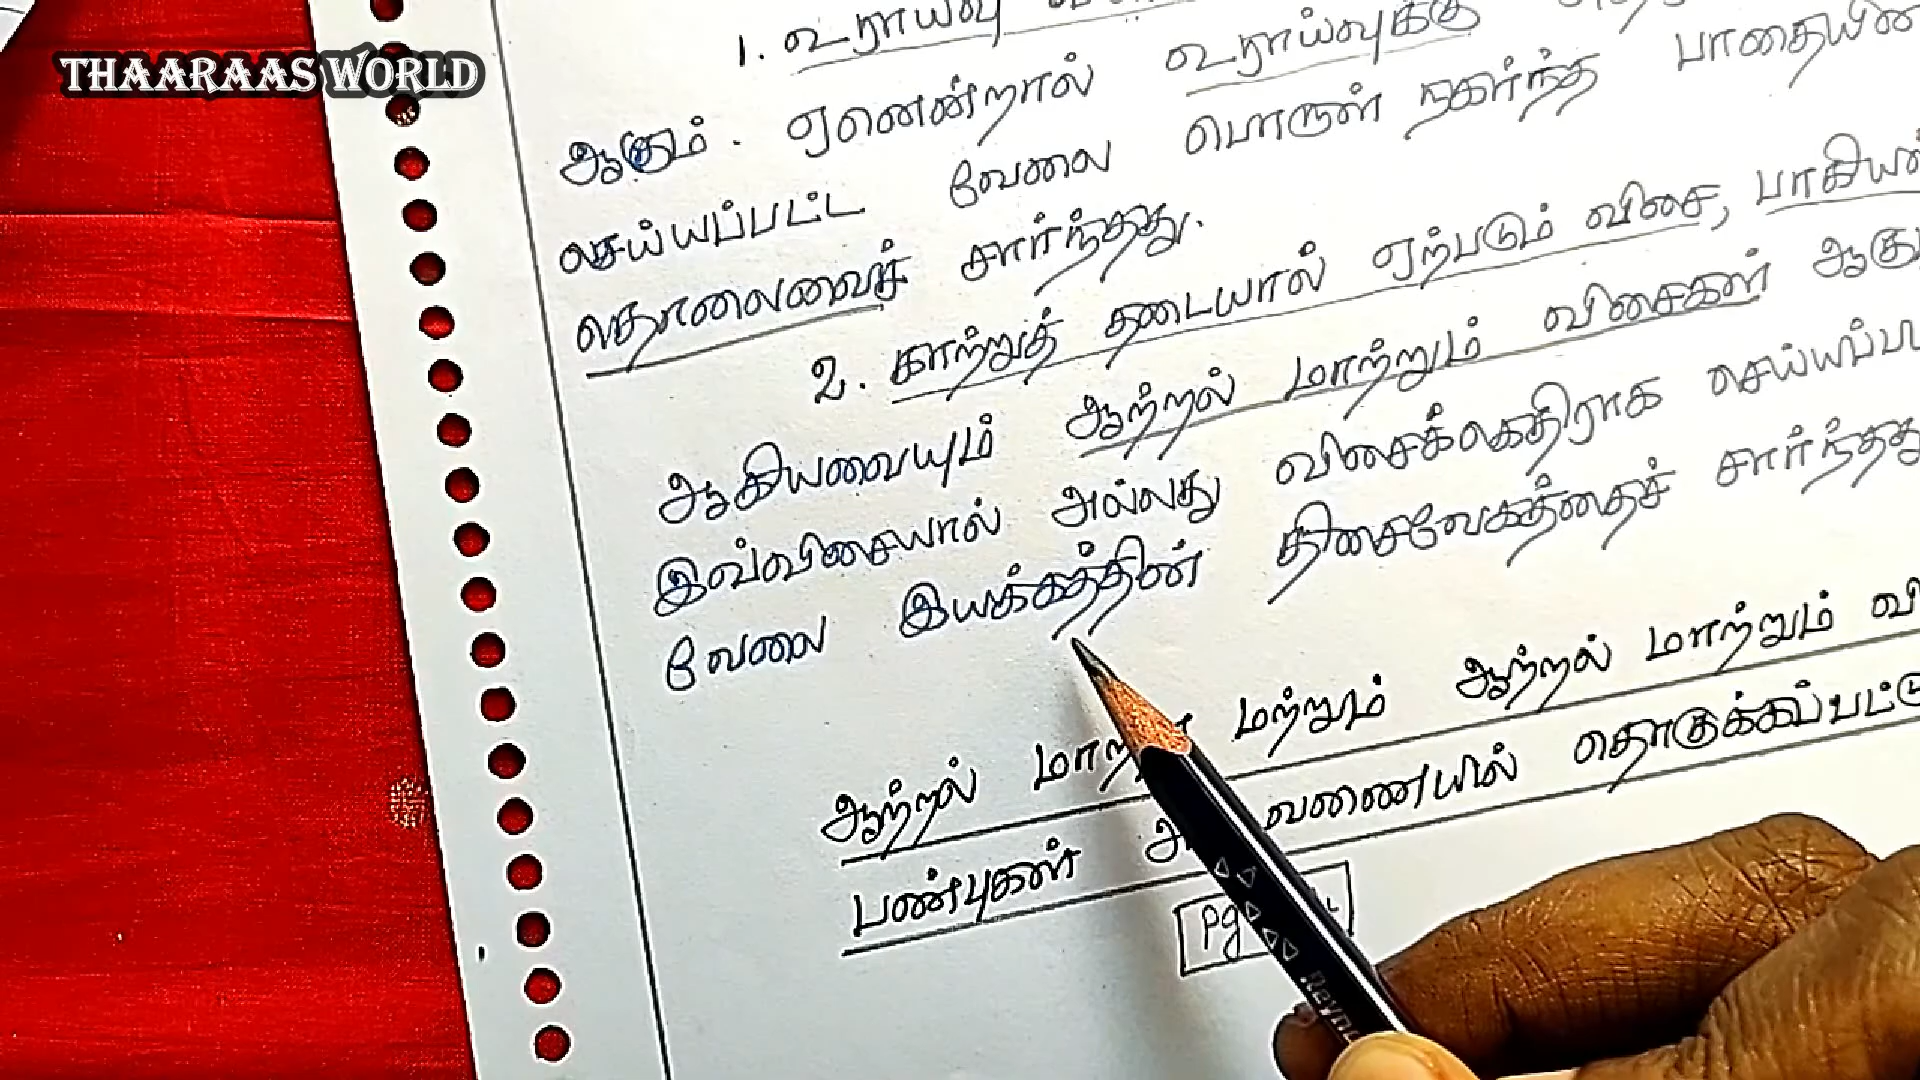 THAARAAS WORLD
1. உராய்வு
ஆகும். ஏனென்றால் உராய்வுக்கு
செய்யப்பட்ட வேலை பொருள் நகர்ந்த பாதையின்
தொலைவைச் சார்ந்தது.
2. காற்றுத் தடையால் ஏற்படும் விசை, பாகியல்
ஆகியவையும் ஆற்றல் மாற்றும் விசைகள் ஆகு
இவ்விசையால் அல்லது விசைக்கெதிராக செய்யப்ப
வேலை இயக்கத்தின் திசைவேகத்தைச் சார்ந்தது
ஆற்றல் மற்றும் ஆற்றல் மாற்றும் வி
பண்புகள் தொகுக்கப்பட்டு
Pg